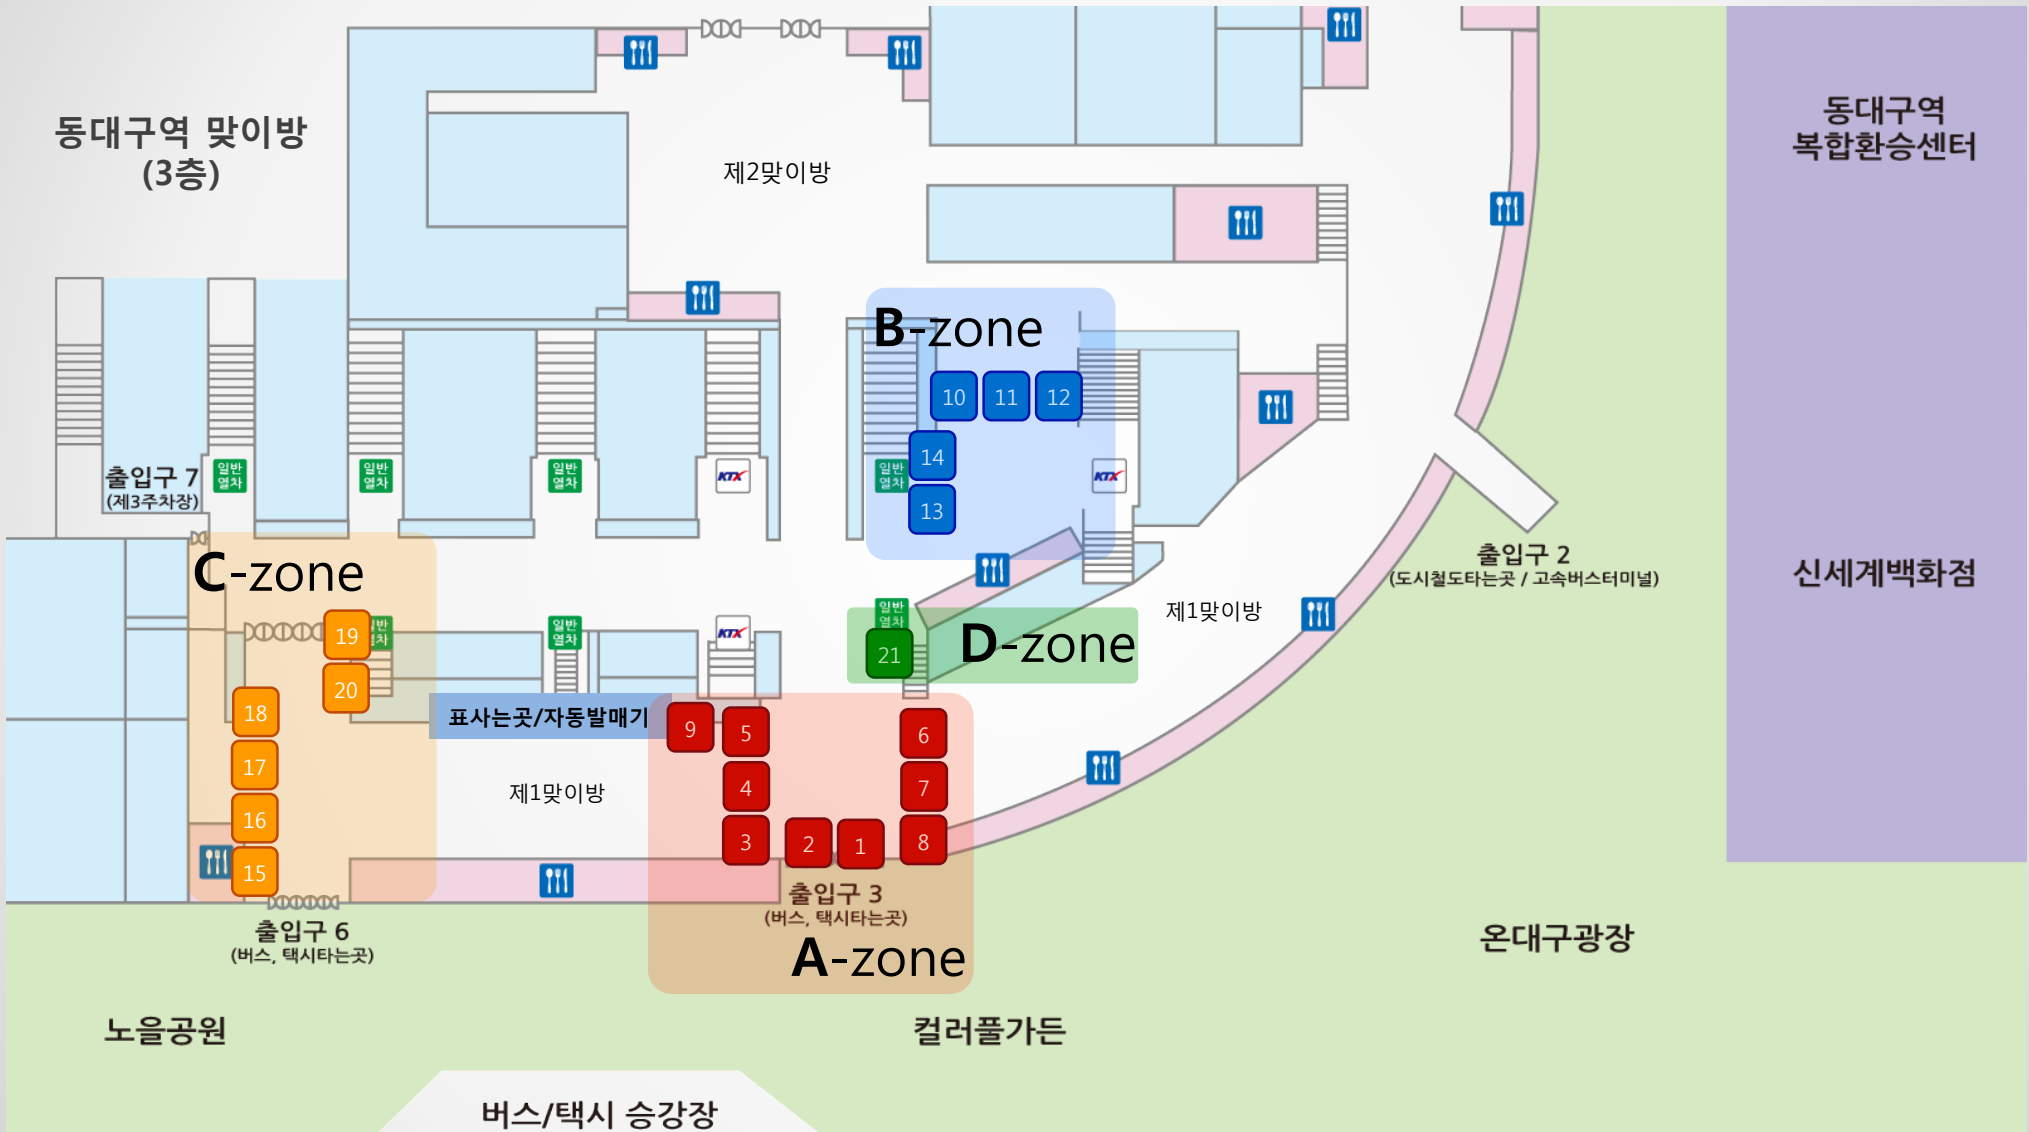 동대구역 맞이방
(3층)
제2맞이방
동대구역
복합환승센터
B-zone
10
11
12
14
13
일반
열차
KTX
출입구 7
(제3주차장)
일반
열차
일반
열차
일반
열차
KTX
출입구 2
(도시철도타는곳 / 고속버스터미널)
신세계백화점
C-zone
19
일반
열차
20
18
17
16
15
일반
열차
KTX
일반
열차
21
D-zone
제1맞이방
표사는곳/자동발매기
9
5
6
4
7
3
2
1
8
제1맞이방
출입구 3
(버스, 택시타는곳)
A-zone
출입구 6
(버스, 택시타는곳)
온대구광장
노을공원
컬러풀가든
버스/택시 승강장